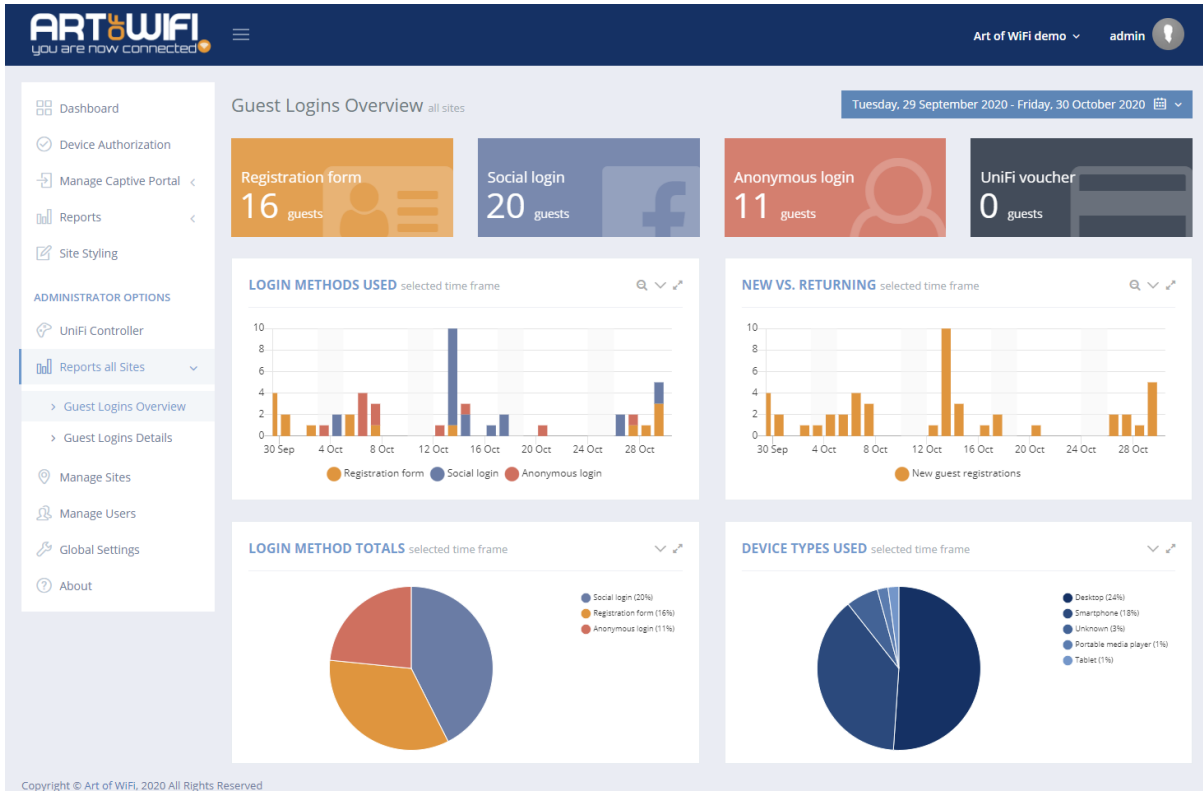 ART OF WIFI
you are now connected
Art of WiFi demo
admin
Dashboard
Device Authorization
Manage Captive Portal
Reports
Site Styling
ADMINISTRATOR OPTIONS
UniFi Controller
Reports all Sites
Guest Logins Overview
Guest Logins Details
Manage Sites
Manage Users
Global Settings
About
Guest Logins Overview all sites
Tuesday, 29 September 2020 - Friday, 30 October 2020
Registration form
16 guests
Social login
20 guests
Anonymous login
11 guests
UniFi voucher
0 guests
LOGIN METHODS USED selected time frame
10
8
6
4
2
0
30 Sep 4 Oct 8 Oct 12 Oct 16 Oct 20 Oct 24 Oct 28 Oct
Registration form Social login Anonymous login
NEW VS. RETURNING selected time frame
10
8
6
4
2
0
30 Sep 4 Oct 8 Oct 12 Oct 16 Oct 20 Oct 24 Oct 28 Oct
New guest registrations
LOGIN METHOD TOTALS selected time frame
Social login (20%)
Registration form (16%)
Anonymous login (11%)
DEVICE TYPES USED selected time frame
Desktop (24%)
Smartphone (18%)
Unknown (3%)
Portable media player (1%)
Tablet (1%)
Copyright © Art of WiFi, 2020 All Rights Reserved